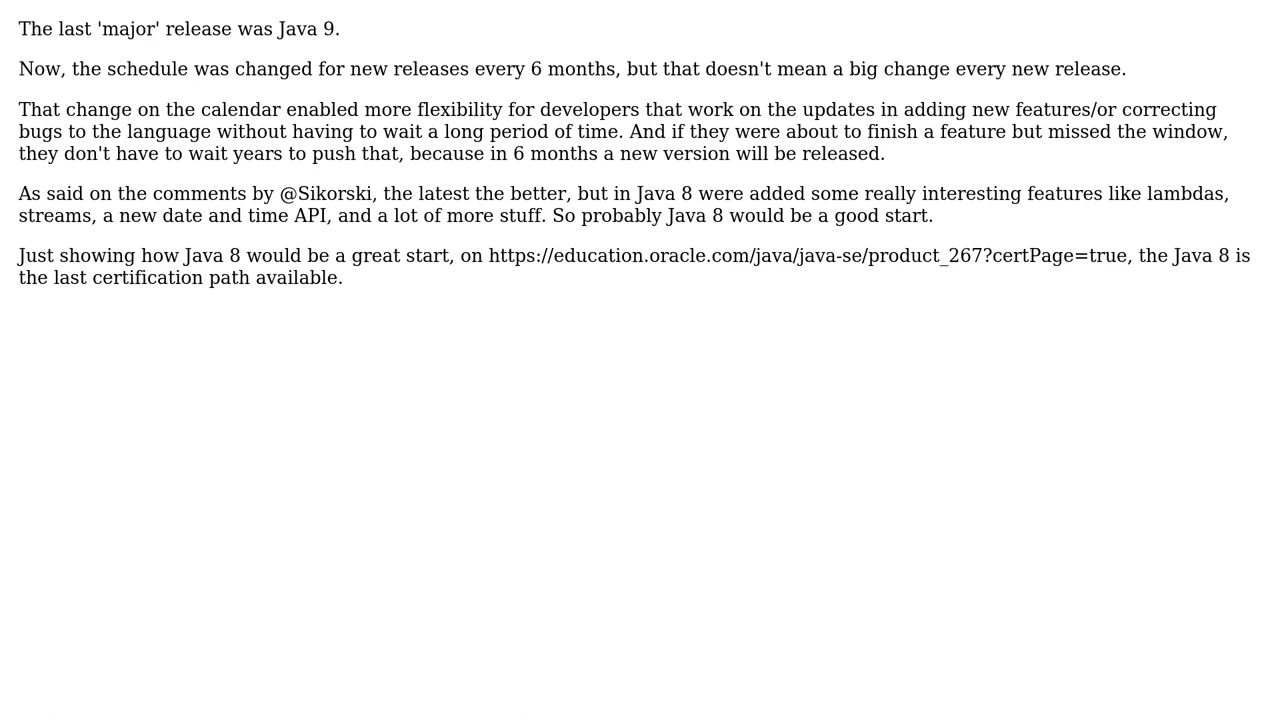 The last 'major' release was Java 9.
Now, the schedule was changed for new releases every 6 months, but that doesn't mean a big change every new release.
That change on the calendar enabled more flexibility for developers that work on the updates in adding new features/or correcting
bugs to the language without having to wait a long period of time. And if they were about to finish a feature but missed the window,
they don't have to wait years to push that, because in 6 months a new version will be released.
As said on the comments by @Sikorski, the latest the better, but in Java 8 were added some really interesting features like lambdas,
streams, a new date and time API, and a lot of more stuff. So probably Java 8 would be a good start.
Just showing how Java 8 would be a great start, on https://education.oracle.com/java/java-se/product_267?certPage=true, the Java 8 is
the last certification path available.